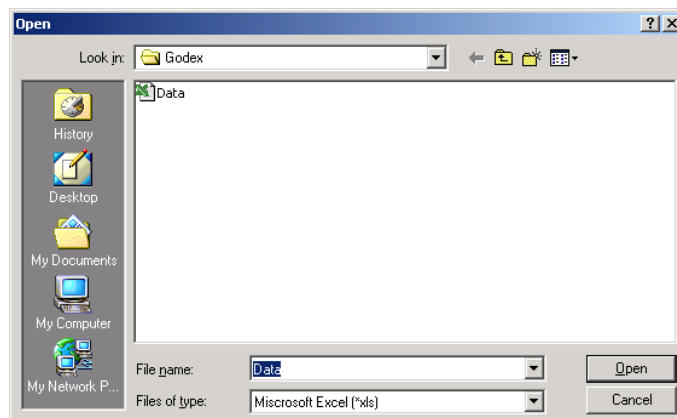 Open
Look in: Godex
Data
History
Desktop
My Documents
My Computer
My Network P...
File name: Data Open
Files of type: Miscrosoft Excel (*xls) Cancel